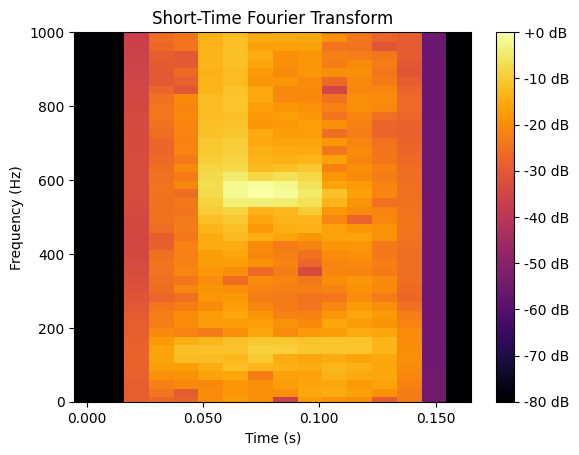 Short-Time Fourier Transform
1000
800
600
400
200
0
Frequency (Hz)
0.000
0.050
0.100
0.150
Time (s)
+0 dB
-10 dB
-20 dB
-30 dB
-40 dB
-50 dB
-60 dB
-70 dB
-80 dB